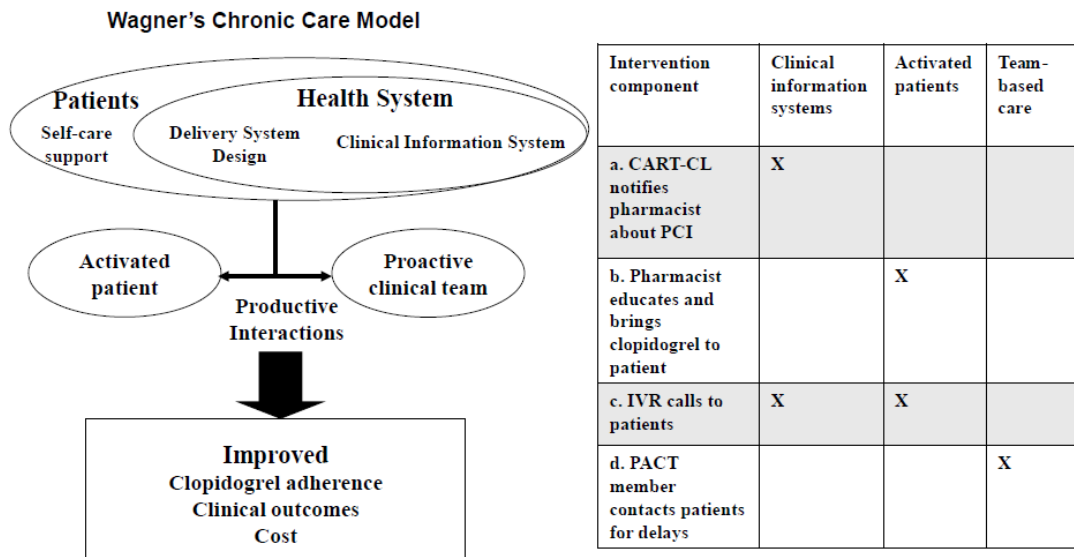 Wagner's Chronic Care Model
Patients
Self-care
support
Health System
Delivery System
Design
Clinical Information System
Activated
patient
Proactive
clinical team
Productive
Interactions
Improved
Clopidogrel adherence
Clinical outcomes
Cost
Intervention
component
Clinical
information
systems
Activated
patients
Team-
based
care
a. CART-CL
notifies
pharmacist
about PCI
X
b. Pharmacist
educates and
brings
clopidogrel to
patient
X
c. IVR calls to
patients
X
X
d. PACT
member
contacts patients
for delays
X